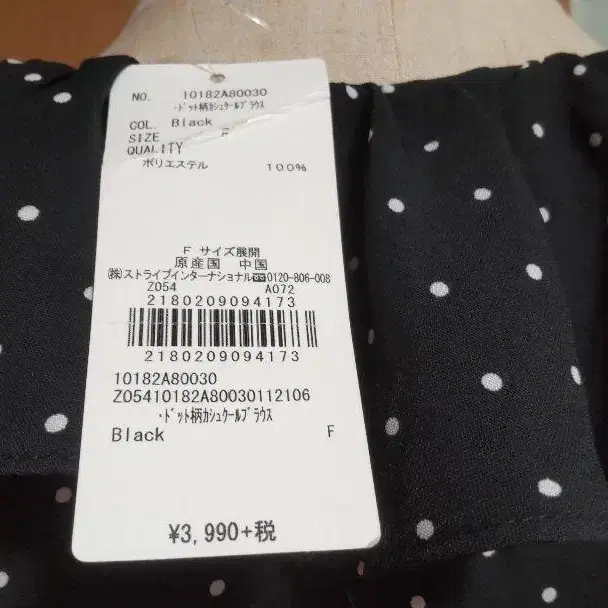 NO. 10182A80030
・ﾄﾞｯﾄ柄ｶｼｭｸｰﾙﾌﾞﾗｳｽ
COL. Black
SIZE F
QUALITY
ポリエステル 100%
F サイズ展開
原産国 中国
(株)ストライプインターナショナル☎0120-806-008
Z054 A072
2180209094173
2180209094173
10182A80030
Z05410182A80030112106
・ﾄﾞｯﾄ柄ｶｼｭｸｰﾙﾌﾞﾗｳｽ
Black F
¥3,990+税